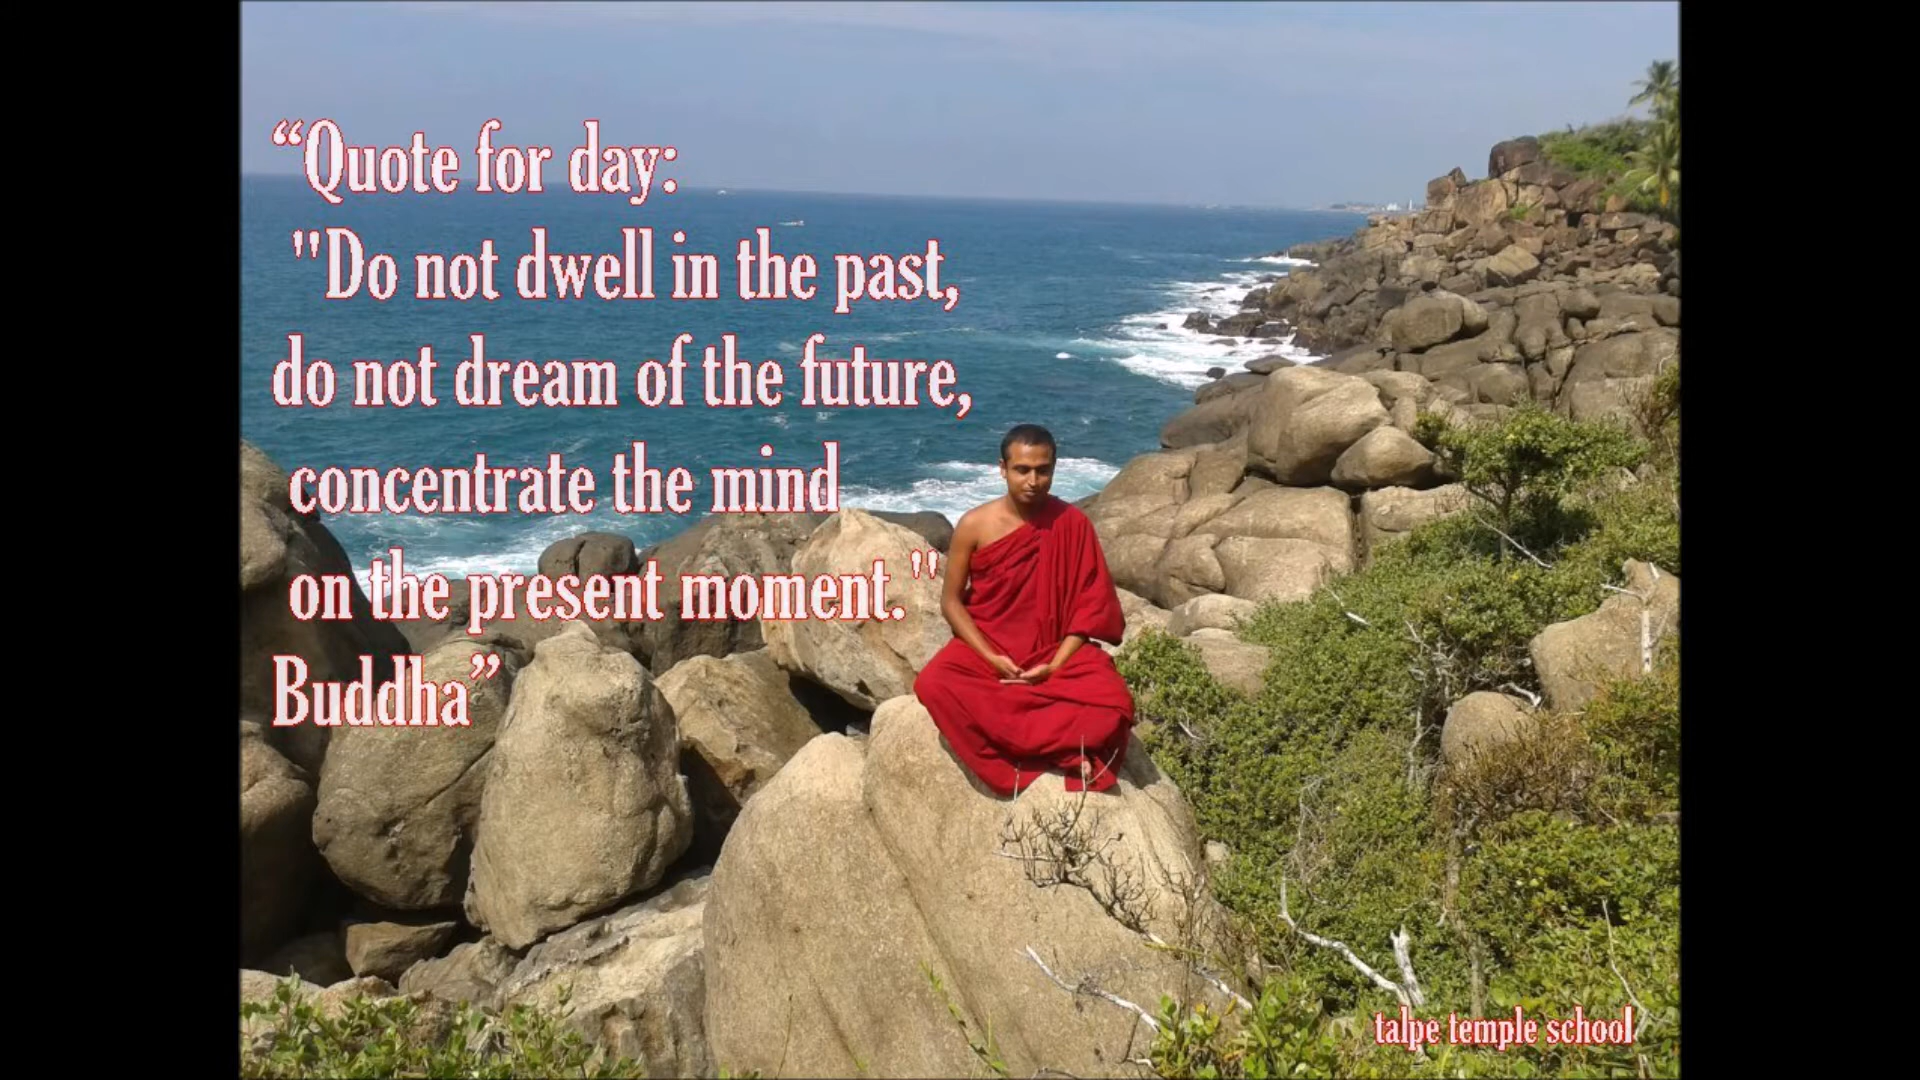 “Quote for day:
"Do not dwell in the past,
do not dream of the future,
concentrate the mind
on the present moment."
Buddha”
talpe temple school